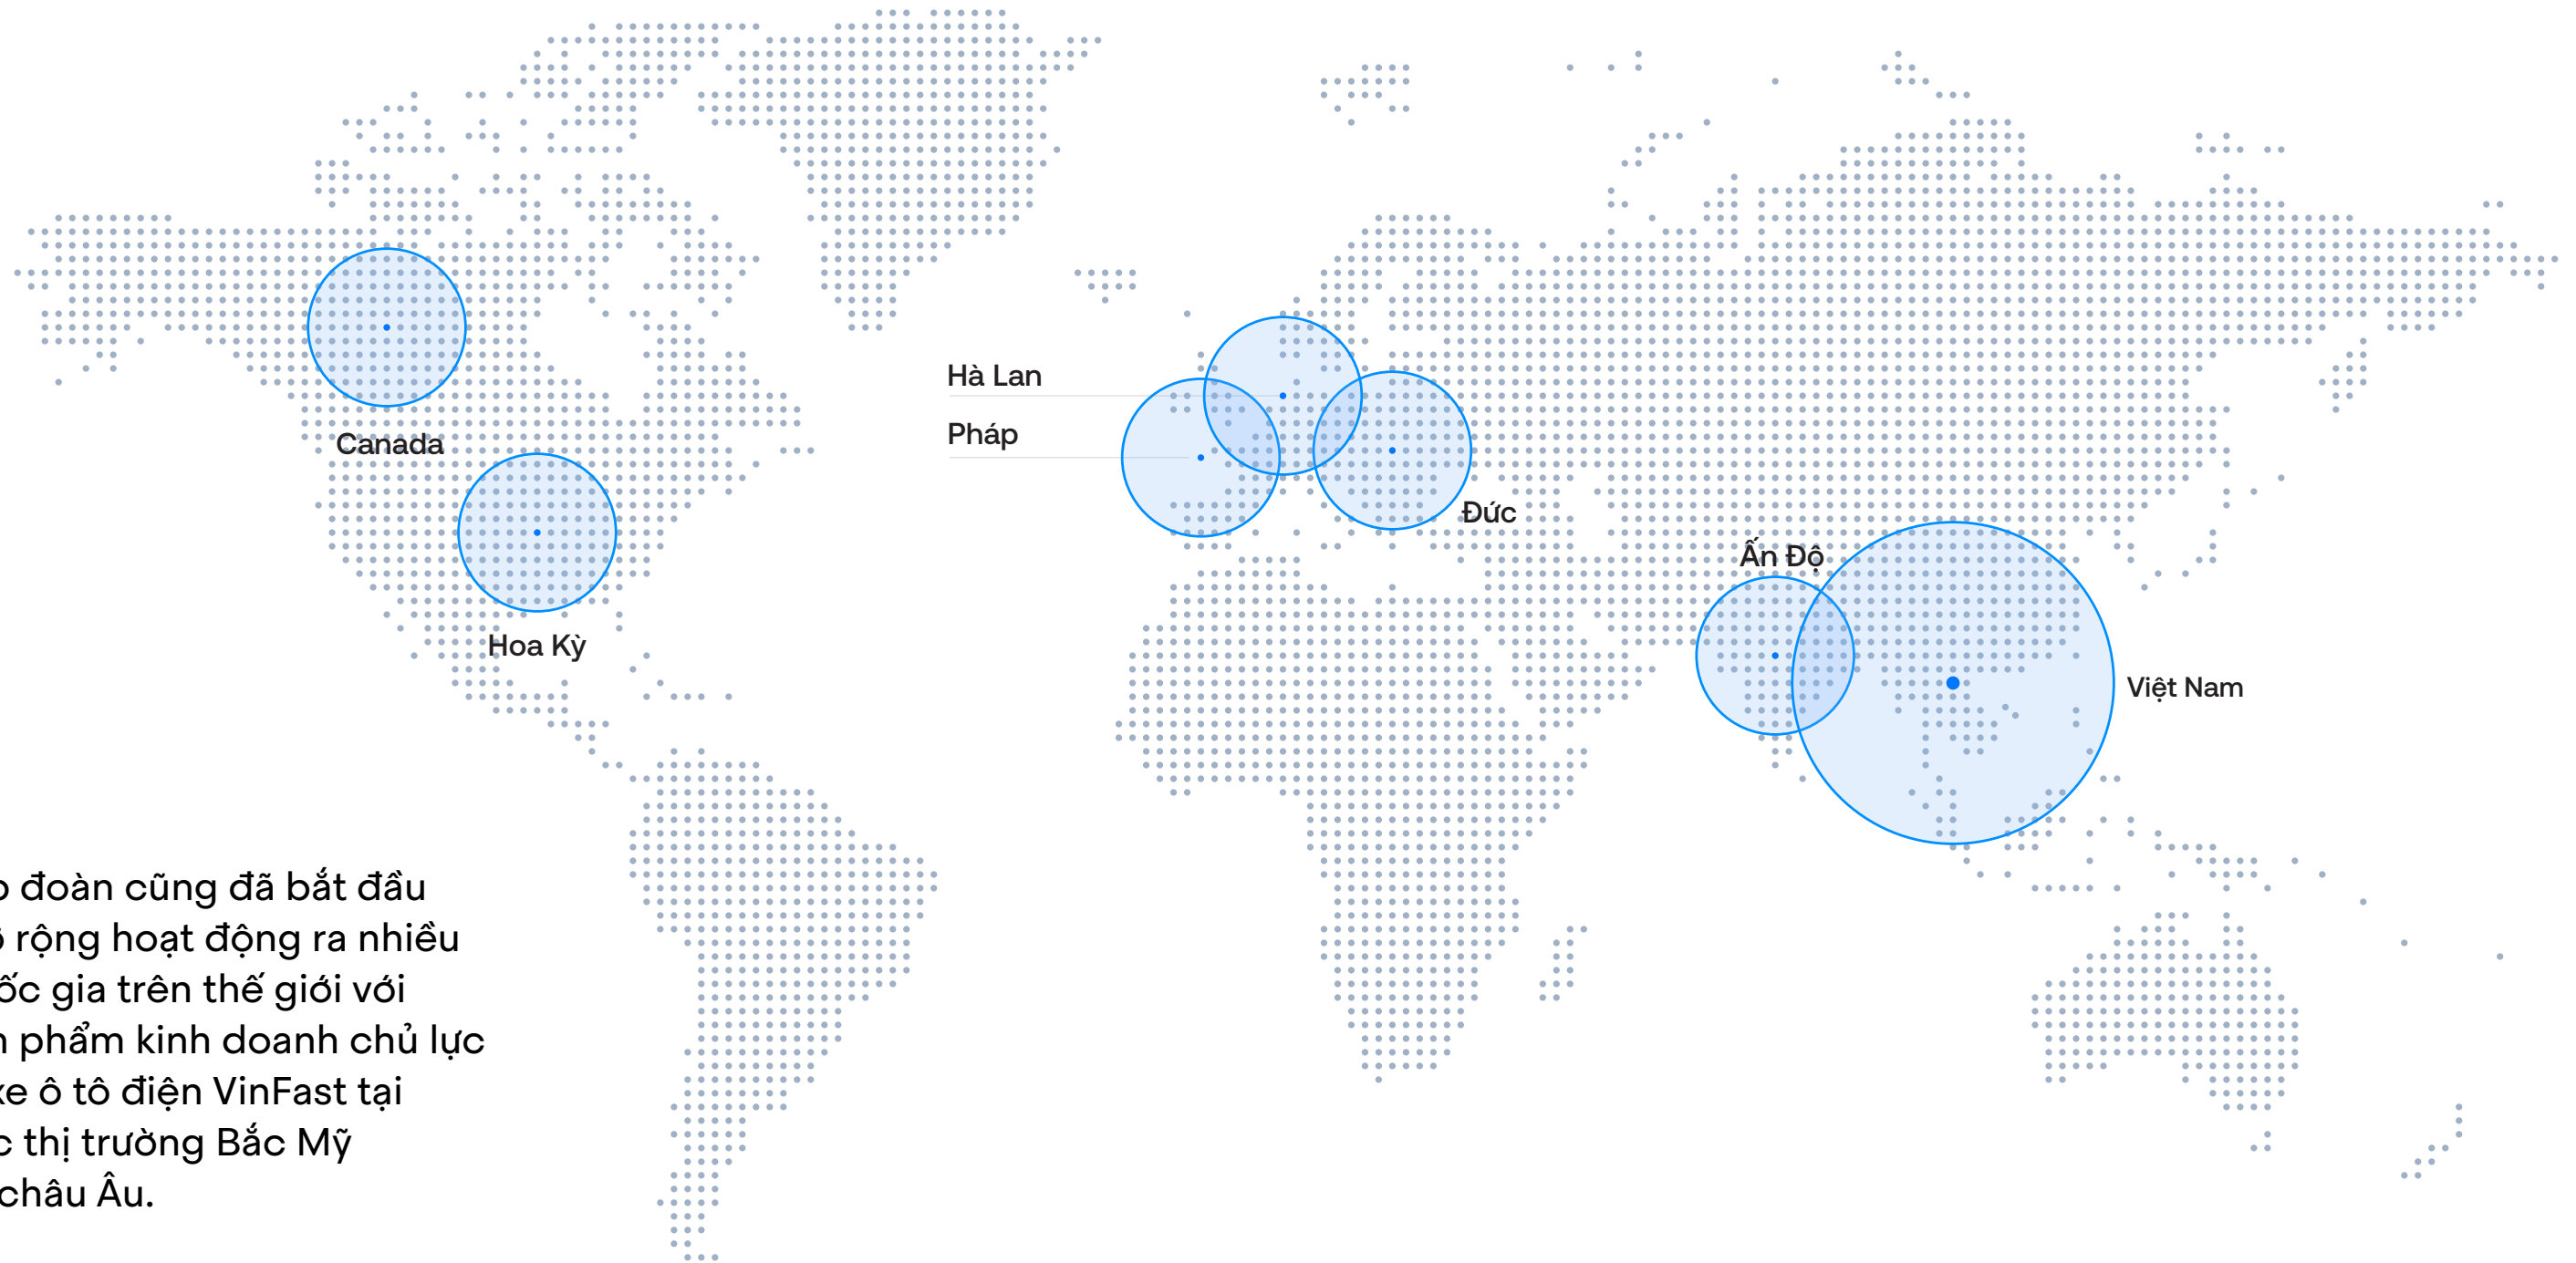 Hà Lan
Pháp
Canada
Đức
Ấn Độ
Hoa Kỳ
Việt Nam
đoàn cũng đã bắt đầu
rộng hoạt động ra nhiều
gia trên thế giới với
phẩm kinh doanh chủ lực
ô tô điện VinFast tại
thị trường Bắc Mỹ
châu Âu.